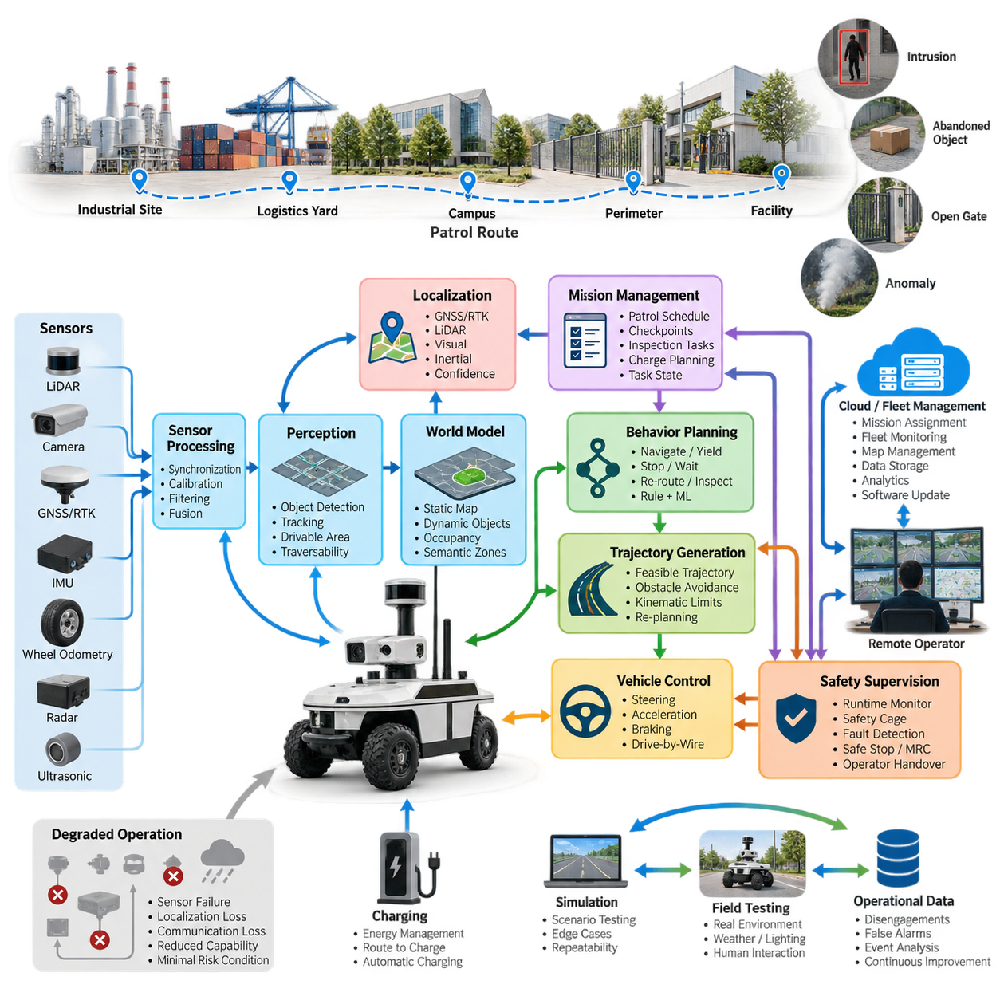 Intrusion
Abandoned
Object
Open Gate
Anomaly
Industrial Site
Logistics Yard
Campus
Perimeter
Facility
Patrol Route
Sensors
LiDAR
Camera
GNSS/RTK
IMU
Wheel Odometry
Radar
Ultrasonic
Sensor
Processing
• Synchronization
• Calibration
• Filtering
• Fusion
Perception
• Object Detection
• Tracking
• Drivable Area
• Traversability
World Model
• Static Map
• Dynamic Objects
• Occupancy
• Semantic Zones
Localization
• GNSS/RTK
• LiDAR
• Visual
• Inertial
• Confidence
Mission Management
• Patrol Schedule
• Checkpoints
• Inspection Tasks
• Charge Planning
• Task State
Behavior Planning
• Navigate / Yield
• Stop / Wait
• Re-route / Inspect
• Rule + ML
Trajectory Generation
• Feasible Trajectory
• Obstacle Avoidance
• Kinematic Limits
• Re-planning
Vehicle Control
• Steering
• Acceleration
• Braking
• Drive-by-Wire
Safety Supervision
• Runtime Monitor
• Safety Cage
• Fault Detection
• Safe Stop / MRC
• Operator Handover
Cloud / Fleet Management
• Mission Assignment
• Fleet Monitoring
• Map Management
• Data Storage
• Analytics
• Software Update
Remote Operator
Degraded Operation
• Sensor Failure
• Localization Loss
• Communication Loss
• Reduced Capability
• Minimal Risk Condition
Charging
• Energy Management
• Route to Charge
• Automatic Charging
Simulation
• Scenario Testing
• Edge Cases
• Repeatability
Field Testing
• Real Environment
• Weather / Lighting
• Human Interaction
Operational Data
• Disengagements
• False Alarms
• Event Analysis
• Continuous Improvement